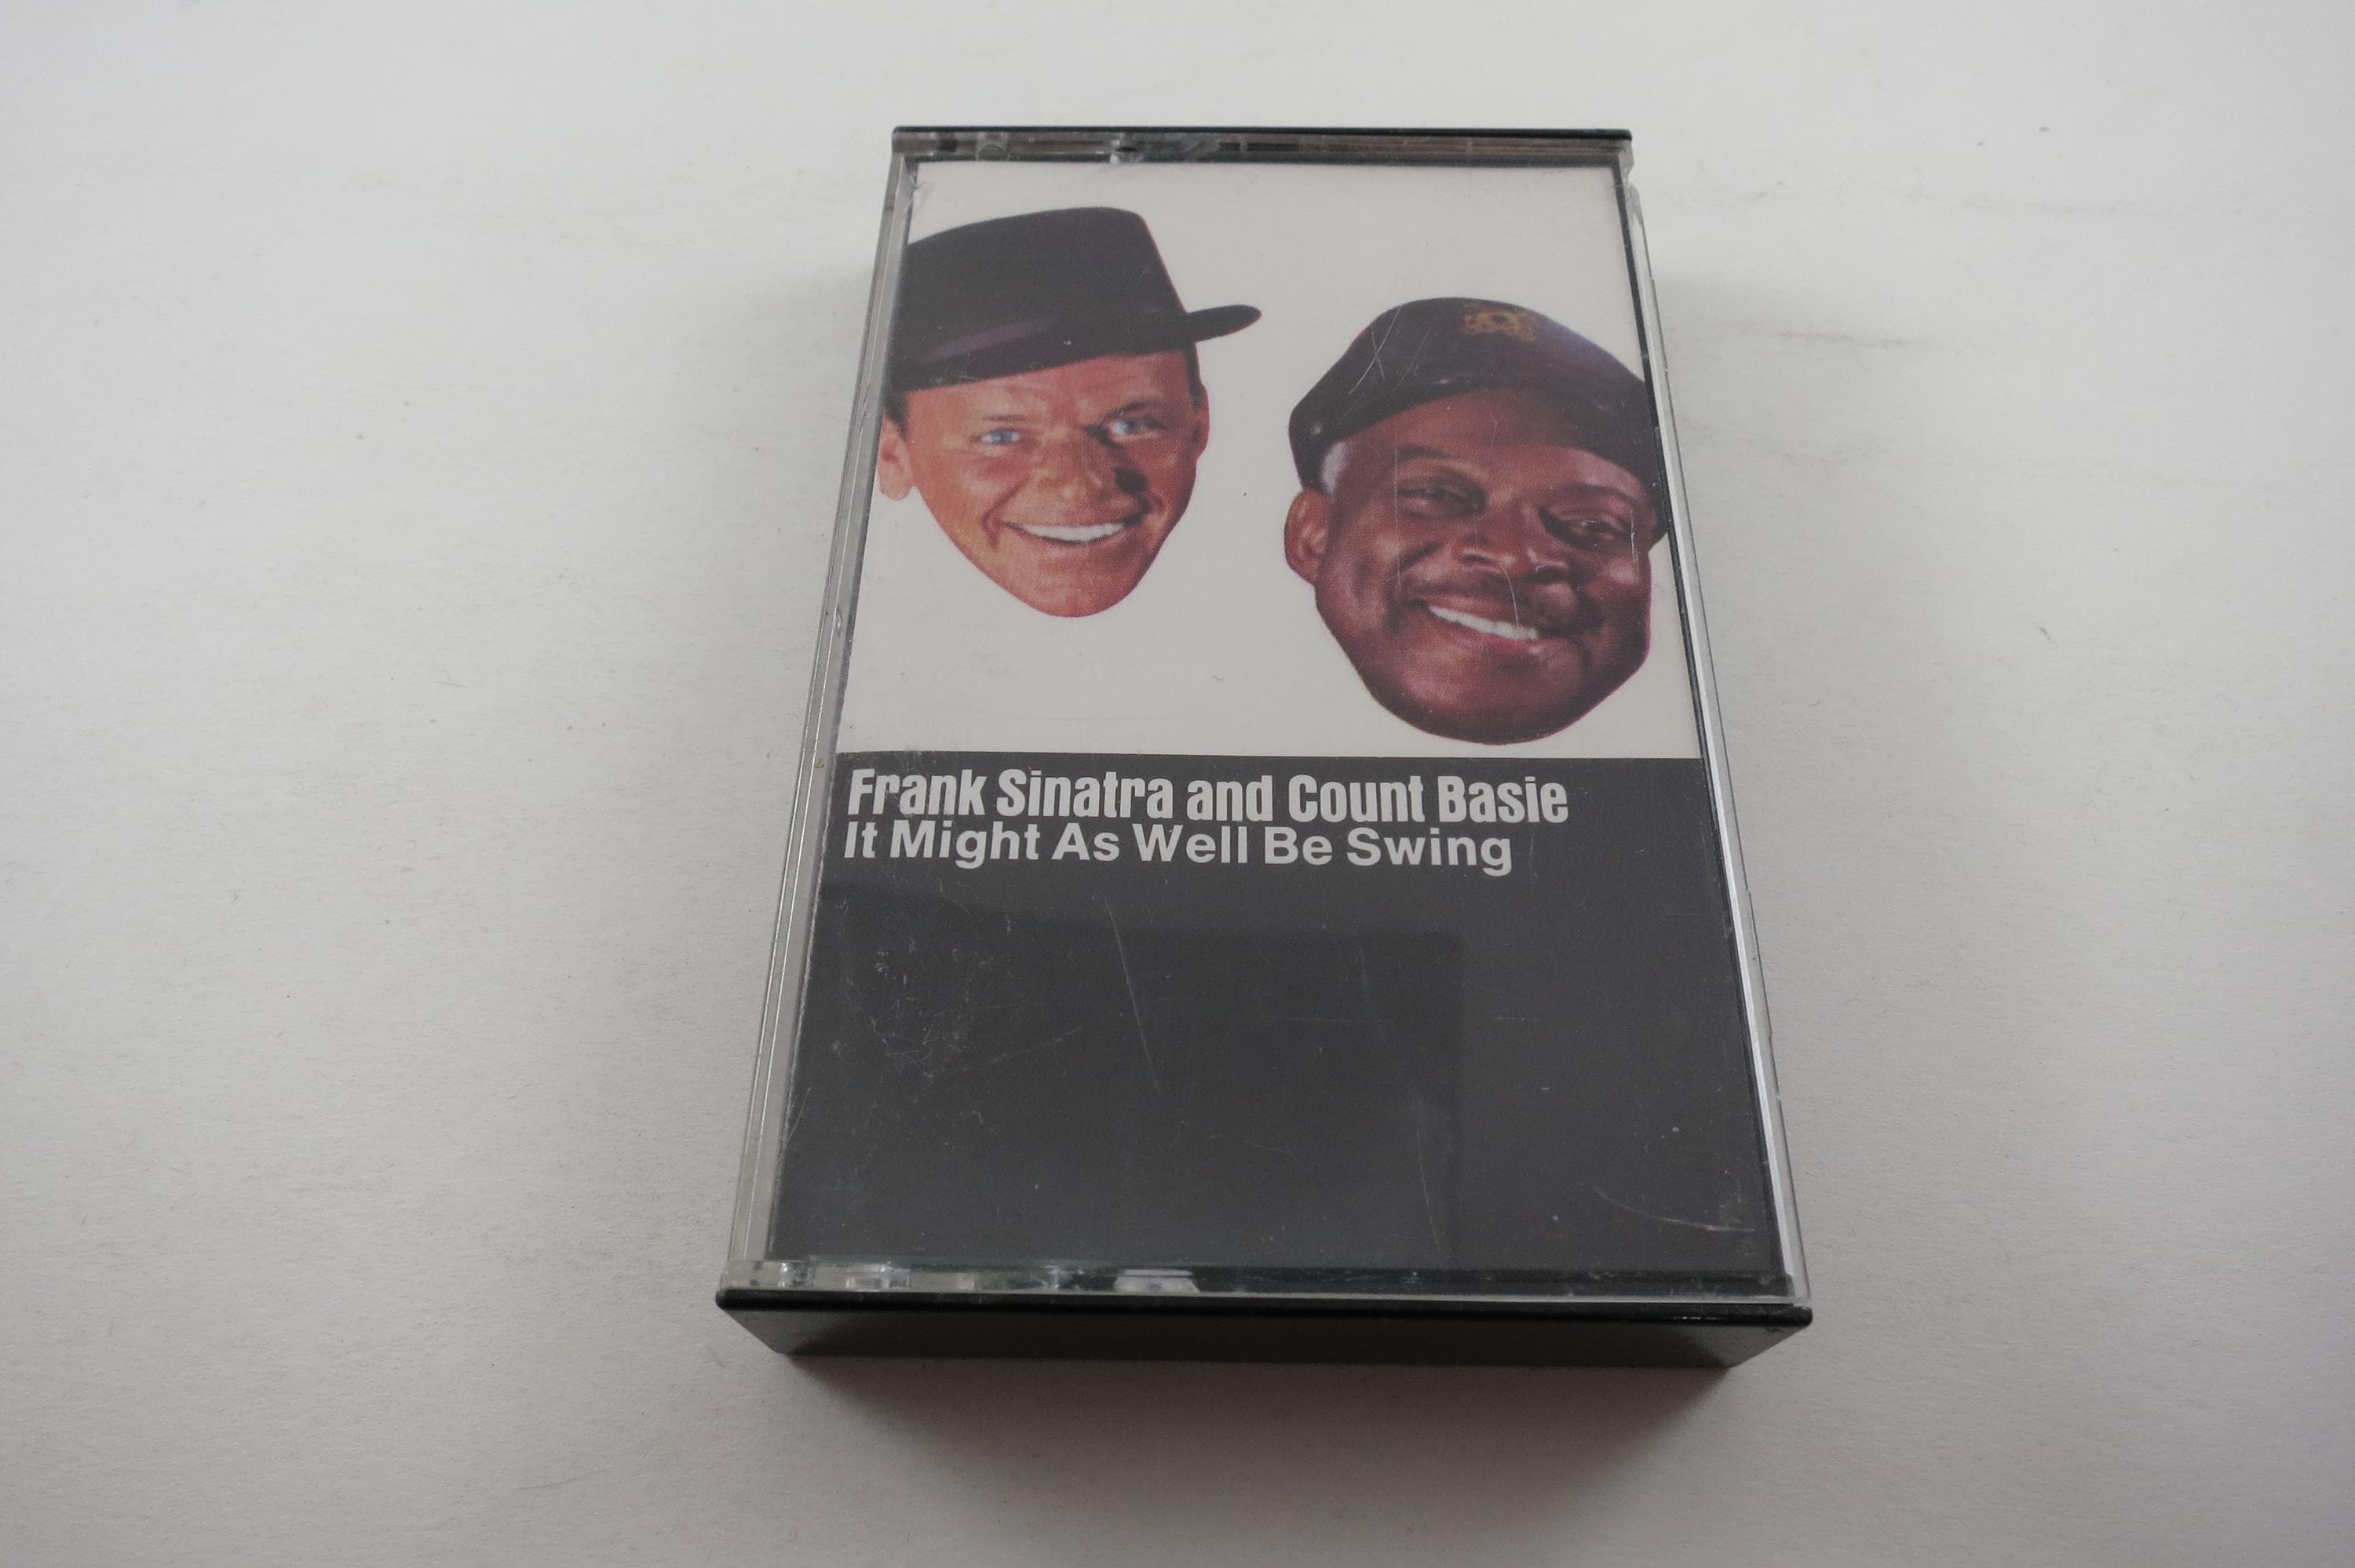 Frank Sinatra and Count Basie
It Might As Well Be Swing